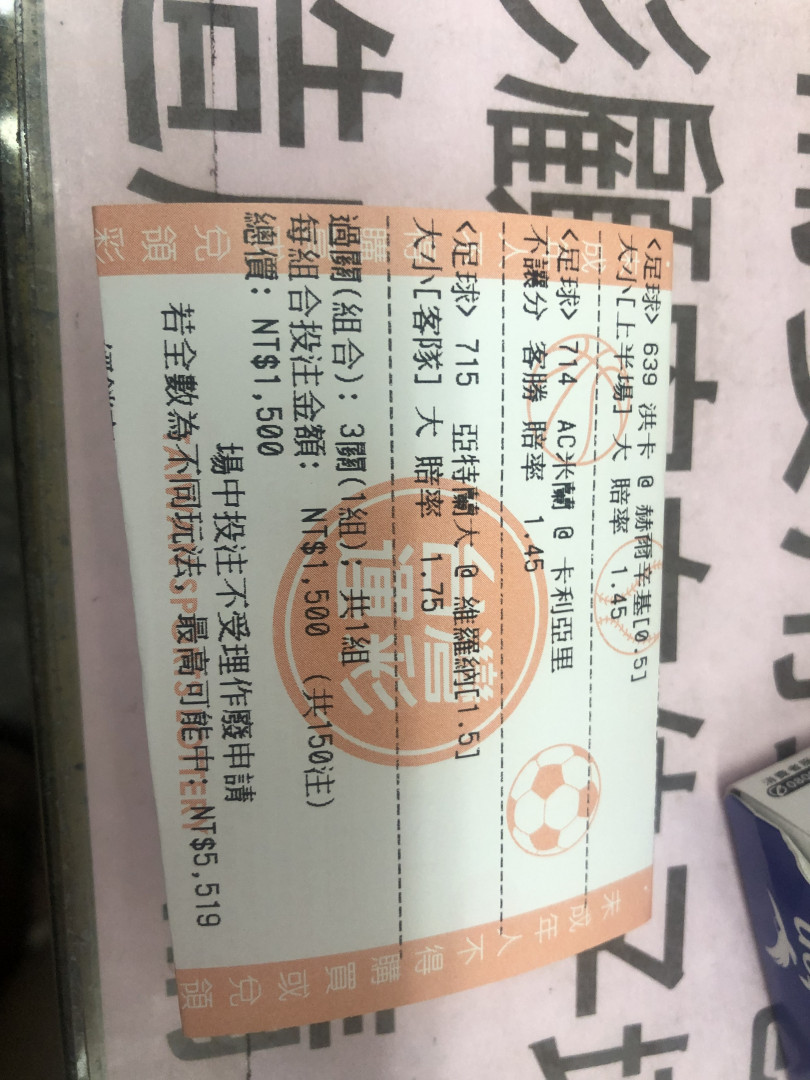 <足球> 639 洪卡 @ 赫爾辛基[0.5]
大小[上半場] 大 賠率 1.45
<足球> 714 AC米蘭 @ 卡利亞里
不讓分 客勝 賠率 1.45
<足球> 715 亞特蘭大 @ 維羅納[1.5]
大小[客隊] 大 賠率 1.75
過關(組合): 3關(1組); 共1組
每組合投注金額: NT$1,500 (共150注)
總價: NT$1,500
場中投注不受理作廢申請
若全數為不同玩法, 最高可能中: NT$5,519
台灣
運彩
TAIWAN SPORTS LOTTERY
未成年人不得購買或兌領